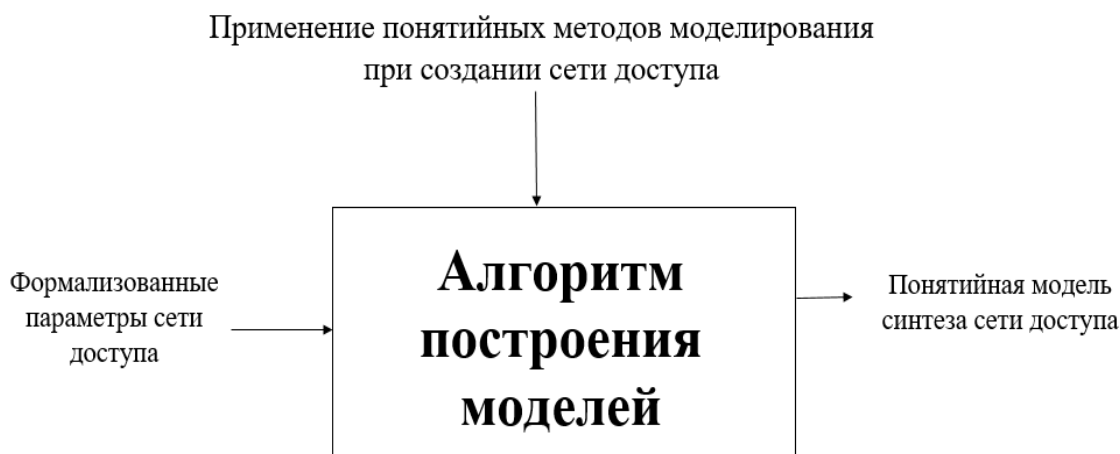 Применение понятийных методов моделирования
при создании сети доступа
Формализованные
параметры сети
доступа
Алгоритм
построения
моделей
Понятийная модель
синтеза сети доступа